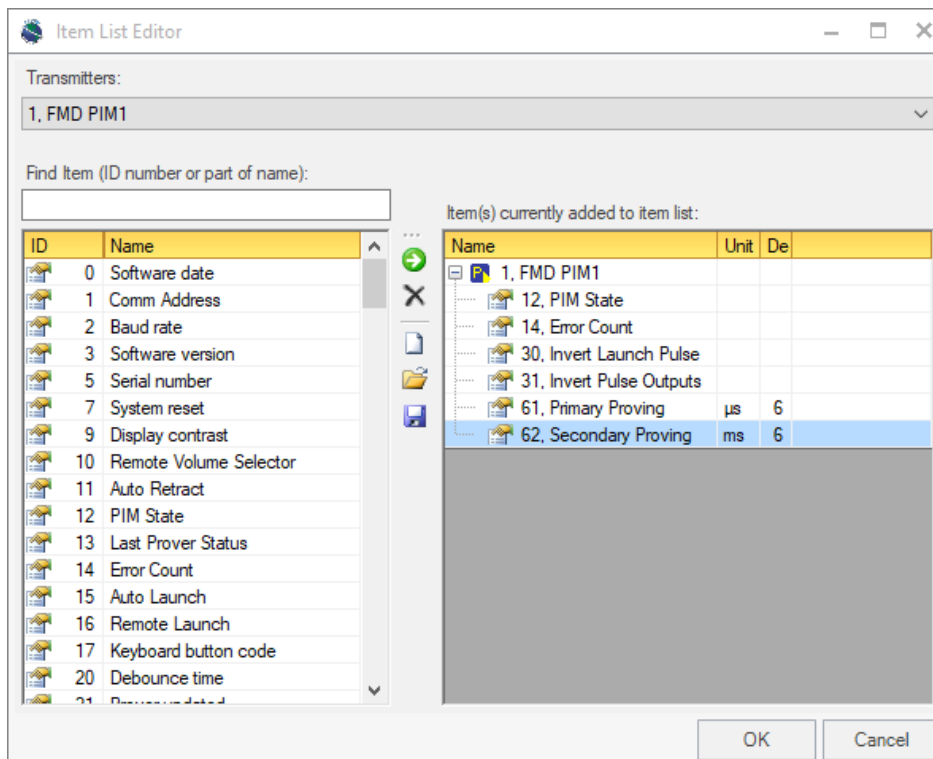 Item List Editor
Transmitters:
1, FMD PIM1
Find Item (ID number or part of name):
Item(s) currently added to item list:
ID Name
0 Software date
1 Comm Address
2 Baud rate
3 Software version
5 Serial number
7 System reset
9 Display contrast
10 Remote Volume Selector
11 Auto Retract
12 PIM State
13 Last Prover Status
14 Error Count
15 Auto Launch
16 Remote Launch
17 Keyboard button code
20 Debounce time
21 Prover updated
Name Unit De
1, FMD PIM1
12, PIM State
14, Error Count
30, Invert Launch Pulse
31, Invert Pulse Outputs
61, Primary Proving µs 6
62, Secondary Proving ms 6
OK Cancel